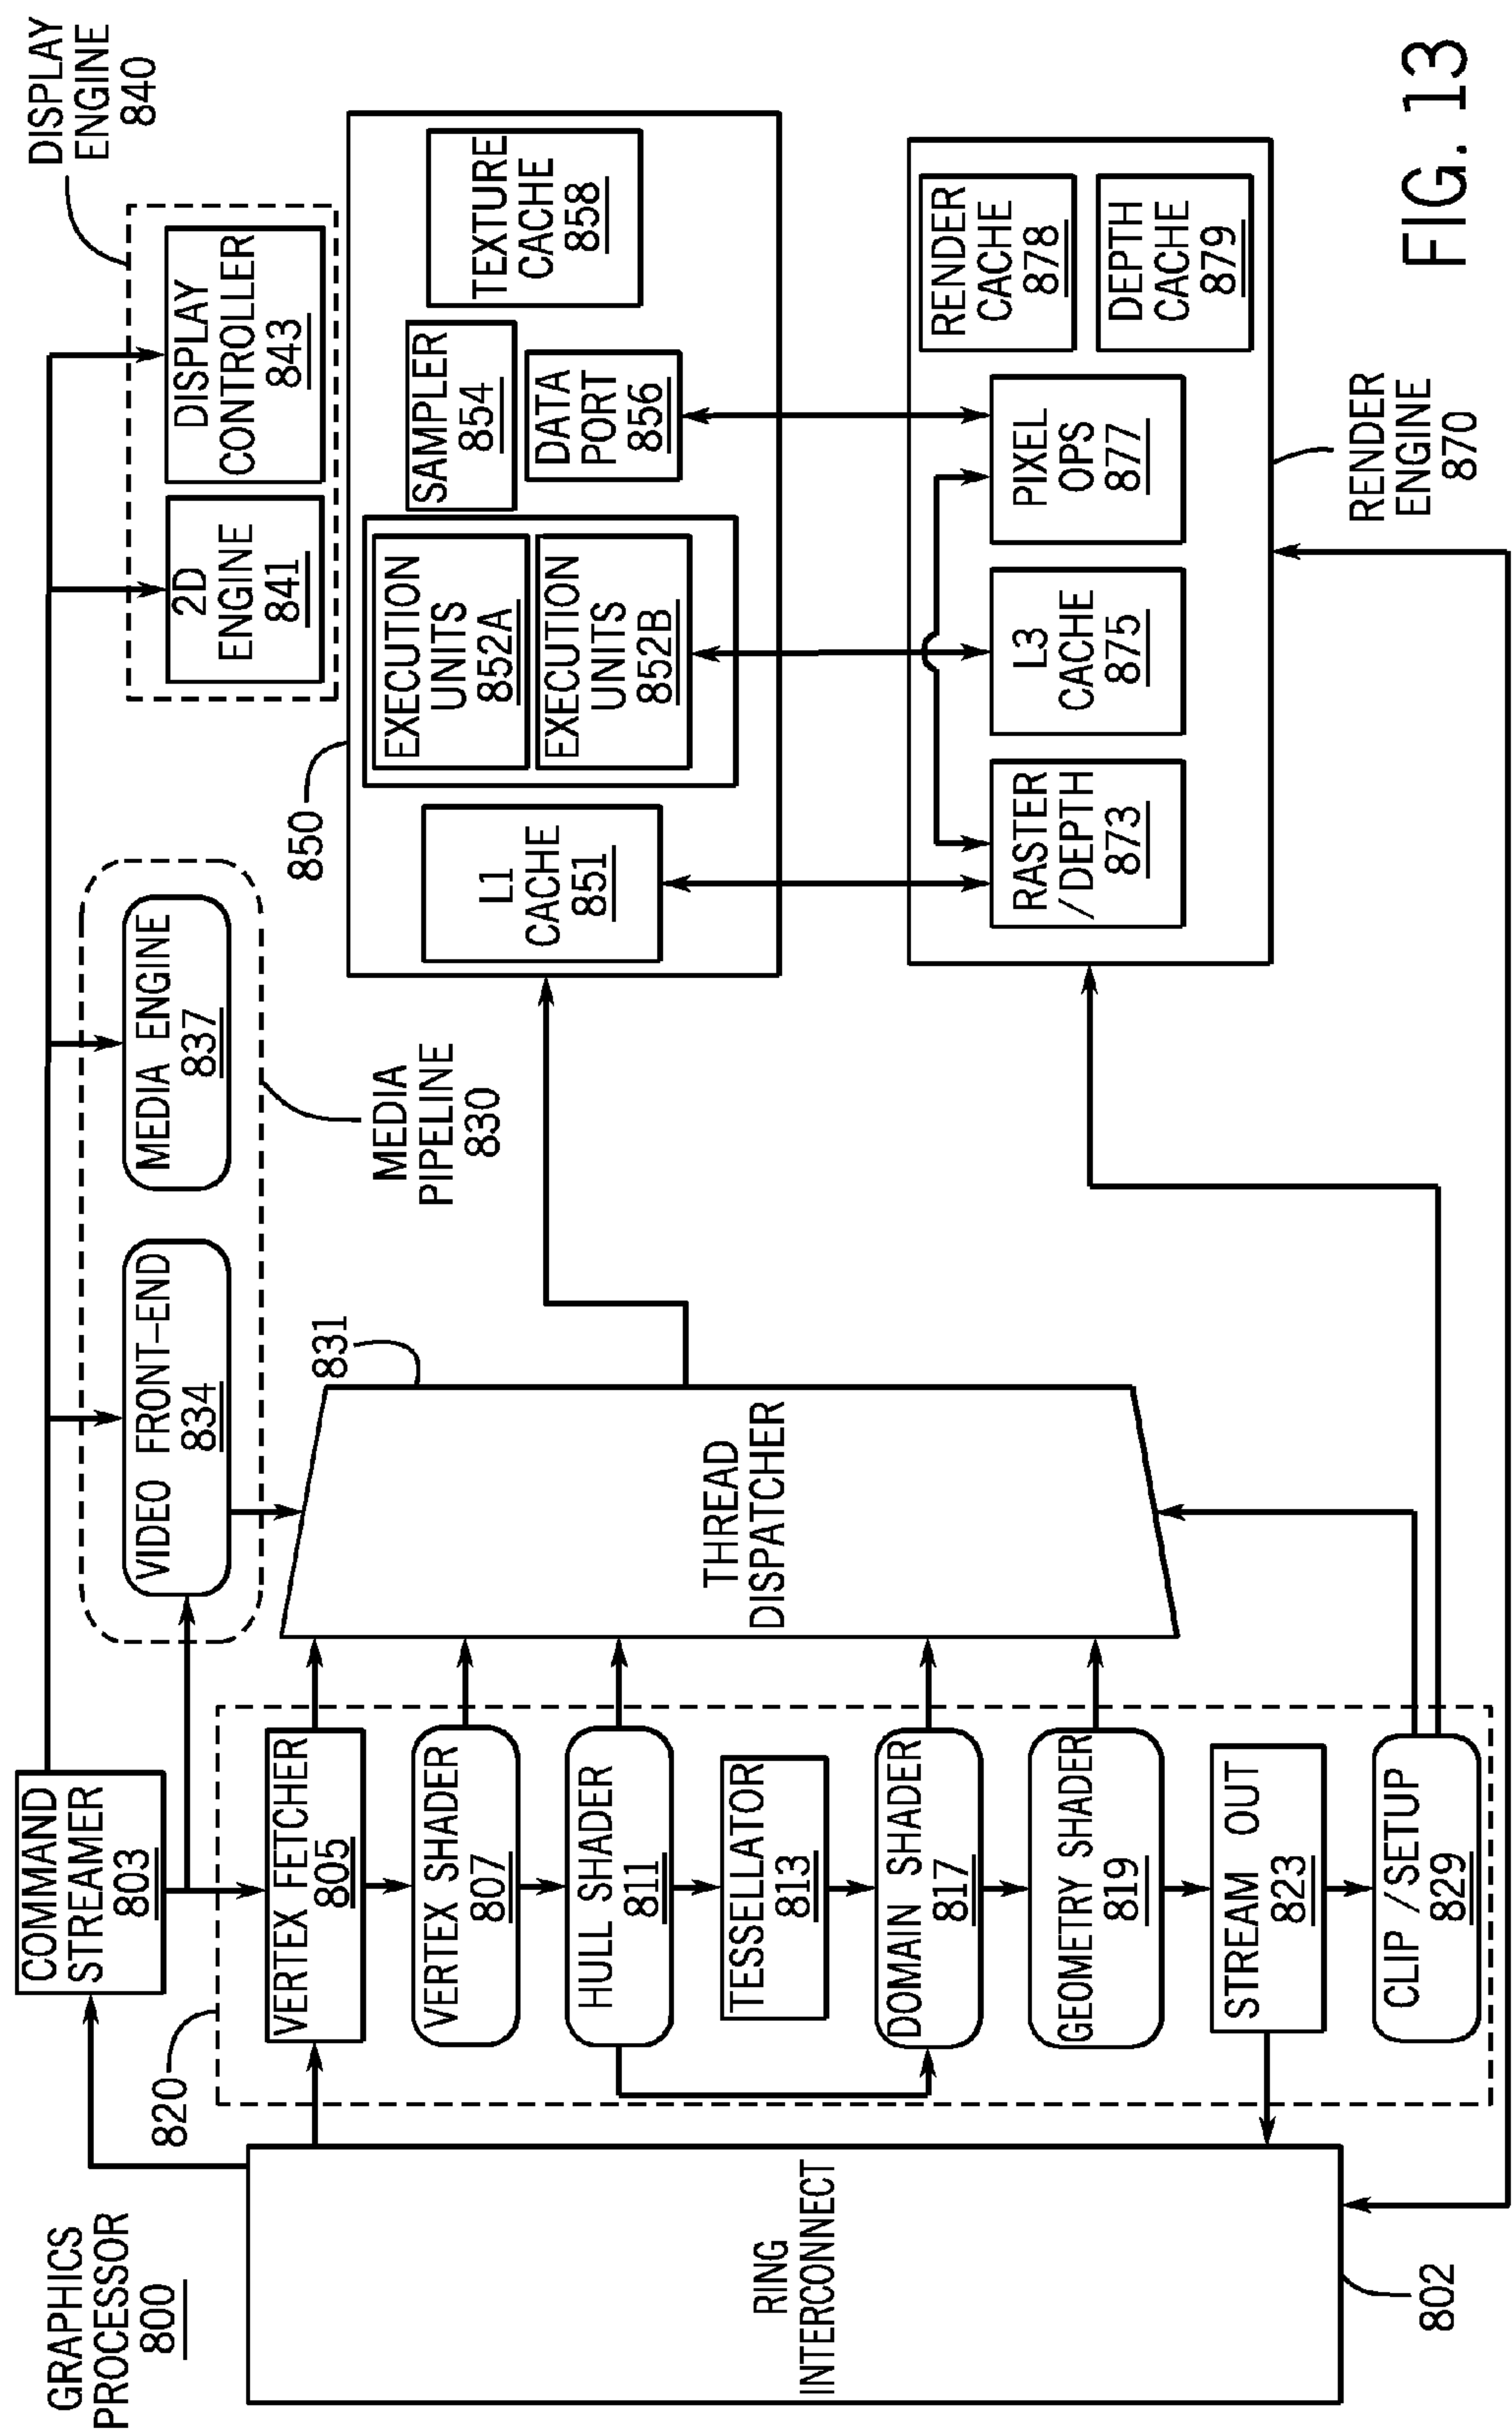 GRAPHICS
PROCESSOR
800
COMMAND
STREAMER
803
820
VERTEX FETCHER
805
VERTEX SHADER
807
HULL SHADER
811
TESSELLATOR
813
DOMAIN SHADER
817
GEOMETRY SHADER
819
STREAM OUT
823
CLIP/SETUP
829
RING
INTERCONNECT
802
VIDEO FRONT-END
834
MEDIA ENGINE
837
MEDIA
PIPELINE
830
THREAD
DISPATCHER
831
DISPLAY
ENGINE
840
2D
ENGINE
841
DISPLAY
CONTROLLER
843
850
L1
CACHE
851
EXECUTION
UNITS
852A
EXECUTION
UNITS
852B
SAMPLER
854
DATA
PORT
856
TEXTURE
CACHE
858
RASTER
/DEPTH
873
L3
CACHE
875
PIXEL
OPS
877
RENDER
CACHE
878
DEPTH
CACHE
879
RENDER
ENGINE
870
FIG. 13